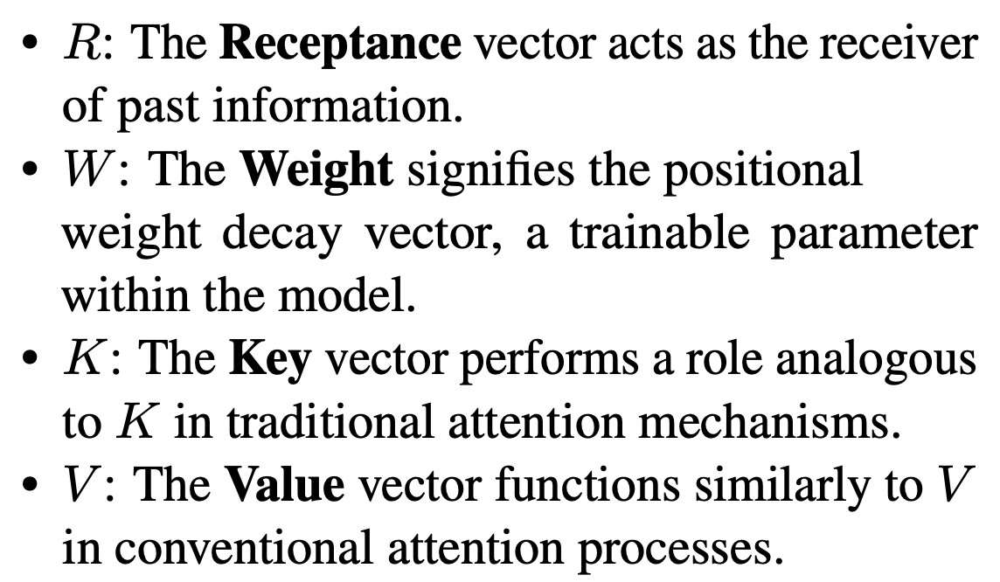 • R: The Receptance vector acts as the receiver
of past information.
• W: The Weight signifies the positional
weight decay vector, a trainable parameter
within the model.
• K: The Key vector performs a role analogous
to K in traditional attention mechanisms.
• V: The Value vector functions similarly to V
in conventional attention processes.